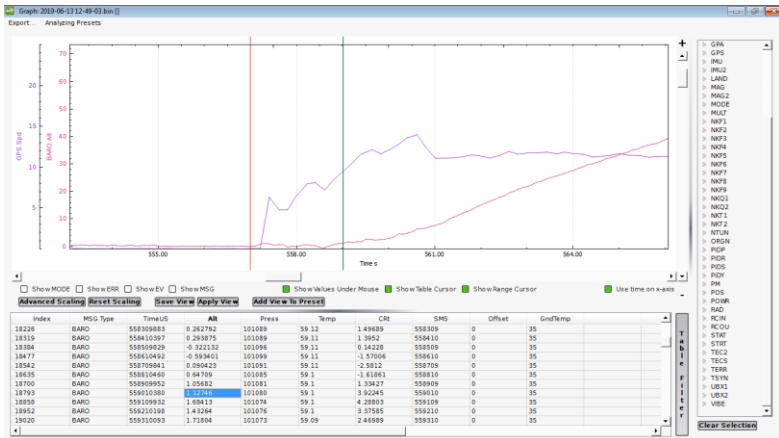 Graph: 2019-06-13 12-49-03.bin []
Export... Analyzing Presets
70
60
50
40
30
20
10
0
BARO.Alt
20
15
10
5
GPS.Spd
555.00 558.00 561.00 564.00
Time s
Show MODE Show ERR Show EV Show MSG Show Values Under Mouse Show Table Cursor Show Range Cursor Use time on x-axis
Advanced Scaling Reset Scaling Save View Apply View Add View To Preset
Index MSG Type TimeUS Alt Press Temp CRt SMS Offset GndTemp
18226 BARO 558309883 0.262792 101089 59.12 1.49689 558309 0 35
18319 BARO 558410397 0.293875 101089 59.11 1.3952 558410 0 35
18384 BARO 558509029 -0.322132 101096 59.11 0.14228 558509 0 35
18477 BARO 558610492 -0.593401 101099 59.11 -1.57006 558610 0 35
18542 BARO 558709841 0.090423 101091 59.11 -2.5812 558709 0 35
18635 BARO 558810460 0.64709 101085 59.1 -1.61861 558810 0 35
18700 BARO 558909952 1.05682 101081 59.1 1.33427 558909 0 35
18793 BARO 559010380 1.12746 101080 59.1 3.92245 559010 0 35
18858 BARO 559109932 1.68413 101074 59.1 4.28803 559109 0 35
18952 BARO 559210198 1.43264 101076 59.1 3.37585 559210 0 35
19020 BARO 559310093 1.71804 101073 59.09 2.46989 559310 0 35
Table Filter
GPA
GPS
IMU
IMU2
LAND
MAG
MAG2
MODE
MULT
NKF1
NKF2
NKF3
NKF4
NKF5
NKF6
NKF7
NKF8
NKF9
NKQ1
NKQ2
NKT1
NKT2
NTUN
ORGN
PIDP
PIDR
PIDS
PIDY
PM
POS
POWR
RAD
RCIN
RCOU
STAT
STRT
TEC2
TECS
TERR
TSYN
UBX1
UBX2
VIBE
Clear Selection